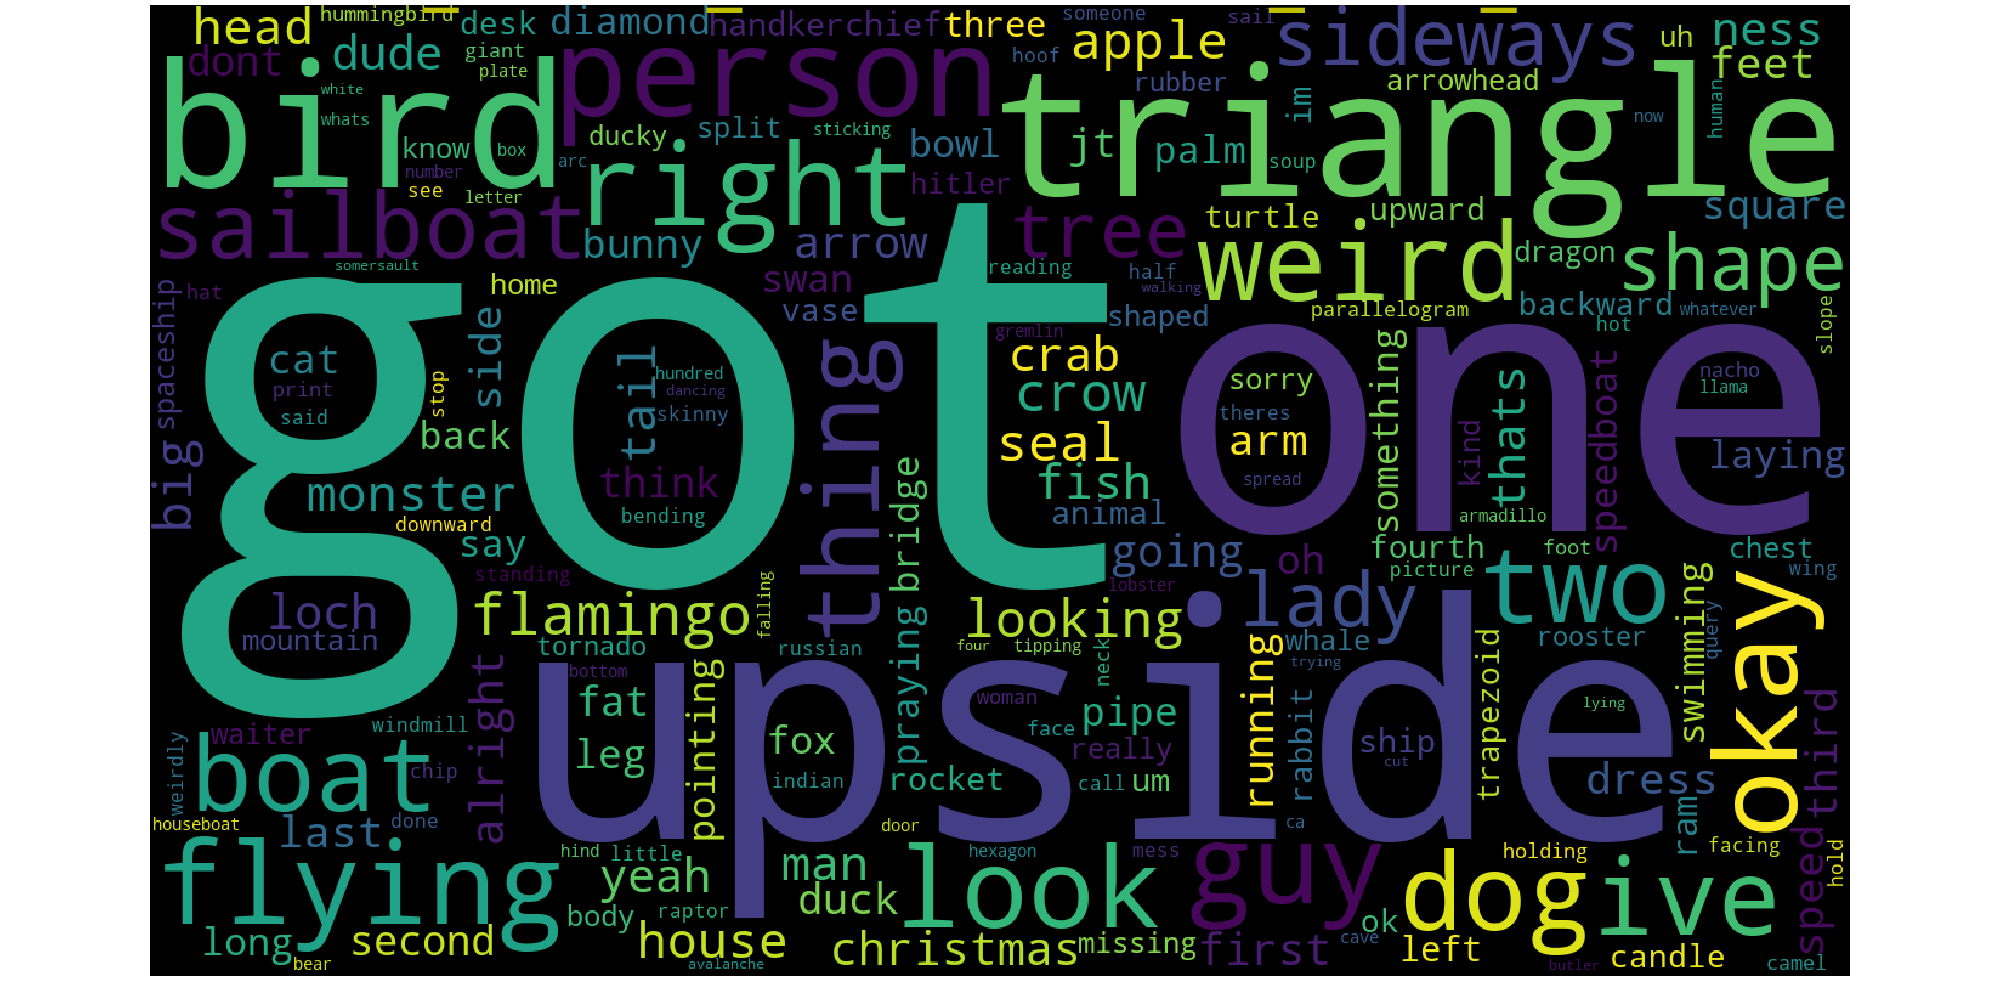 head
hummingbird
desk
diamond
handkerchief
three
someone
sail
apple
sideways
uh
ness
dont
dude
giant
plate
person
hoof
rubber
arrowhead
feet
bird
white
whats
know
box
number
see
letter
ducky
split
sticking
arc
right
bowl
hitler
jt
palm
soup
im
triangle
now
human
sailboat
bunny
arrow
tree
turtle
upward
square
weird
dragon
shape
somersault
swan
reading
half
walking
home
vase
shaped
parallelogram
backward
whatever
hot
slope
spaceship
hat
side
got
gremlin
crab
cat
print
said
stop
tail
hundred
dancing
skinny
thing
crow
one
sorry
theres
arm
spread
something
thats
nacho
llama
speedboat
kind
laying
big
back
think
bending
seal
fish
animal
armadillo
monster
downward
say
bridge
going
oh
fourth
picture
foot
chest
wing
standing
falling
lobster
two
loch
mountain
flamingo
looking
lady
okay
tornado
russian
four
tipping
neck
whale
trying
rooster
swimming
query
alright
bottom
fat
pointing
praying
upside
woman
face
pipe
really
running
rabbit
trapezoid
lying
third
waiter
windmill
weirdly
boat
chip
leg
fox
indian
rocket
call
um
ship
cut
dress
houseboat
last
done
door
ca
ram
speed
facing
hold
flying
hind
little
yeah
man
look
hexagon
mess
guy
dog
holding
ive
duck
body
raptor
ok
long
second
bear
house
avalanche
christmas
missing
first
cave
butler
left
candle
camel